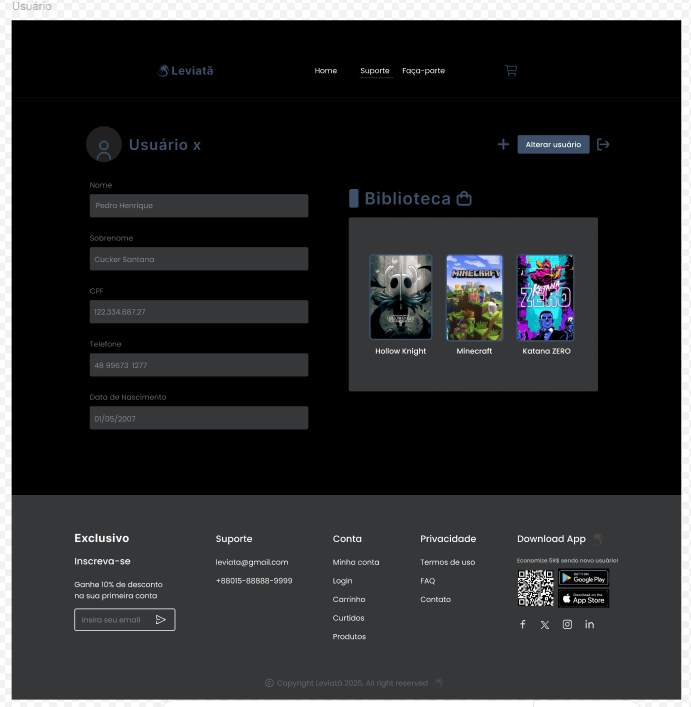 Usuário
Leviatã
Home Suporte Faça-parte
Usuário x
Alterar usuário
Nome
Pedro Henrique
Sobrenome
Cucker Santana
CPF
122.334.687.27
Telefone
48 99673 1277
Data de Nascimento
01/05/2007
Biblioteca
MINECRAFT
KATANA
ZERO
Hollow Knight
Minecraft
Katana ZERO
Exclusivo
Inscreva-se
Ganhe 10% de desconto
na sua primeira conta
insira seu email
Suporte
leviata@gmail.com
+88015-88888-9999
Conta
Minha conta
Login
Carrinho
Curtidos
Produtos
Privacidade
Termos de uso
FAQ
Contato
Download App
Economize 5R$ sendo novo usuário!
GET IT ON
Google Play
Download on the
App Store
© Copyright Leviatã 2025. All right reserved